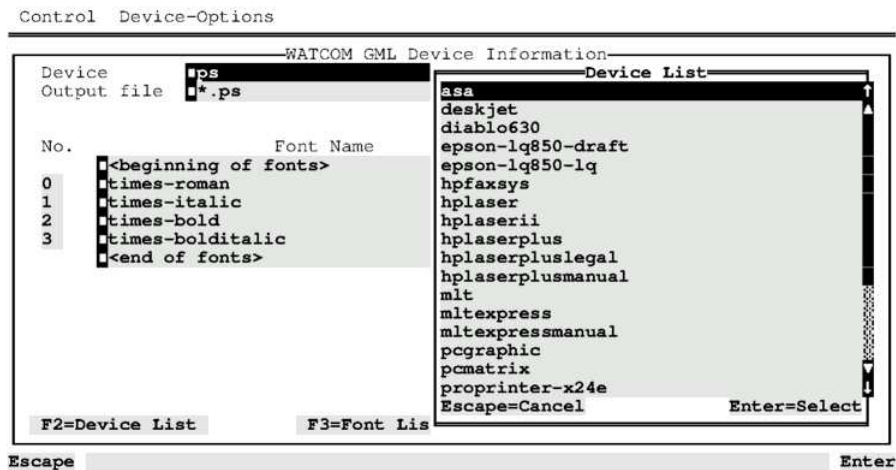 Control Device-Options
WATCOM GML Device Information
Device ps
Output file *.ps
No. Font Name
<beginning of fonts>
0 times-roman
1 times-italic
2 times-bold
3 times-bolditalic
<end of fonts>
F2=Device List F3=Font Lis
Device List
asa
deskjet
diablo630
epson-lq850-draft
epson-lq850-lq
hpfaxsys
hplaser
hplaserii
hplaserplus
hplaserpluslegal
hplaserplusmanual
mlt
mltexpress
mltexpressmanual
pcgraphic
pcmatrix
proprinter-x24e
Escape=Cancel Enter=Select
Escape Enter